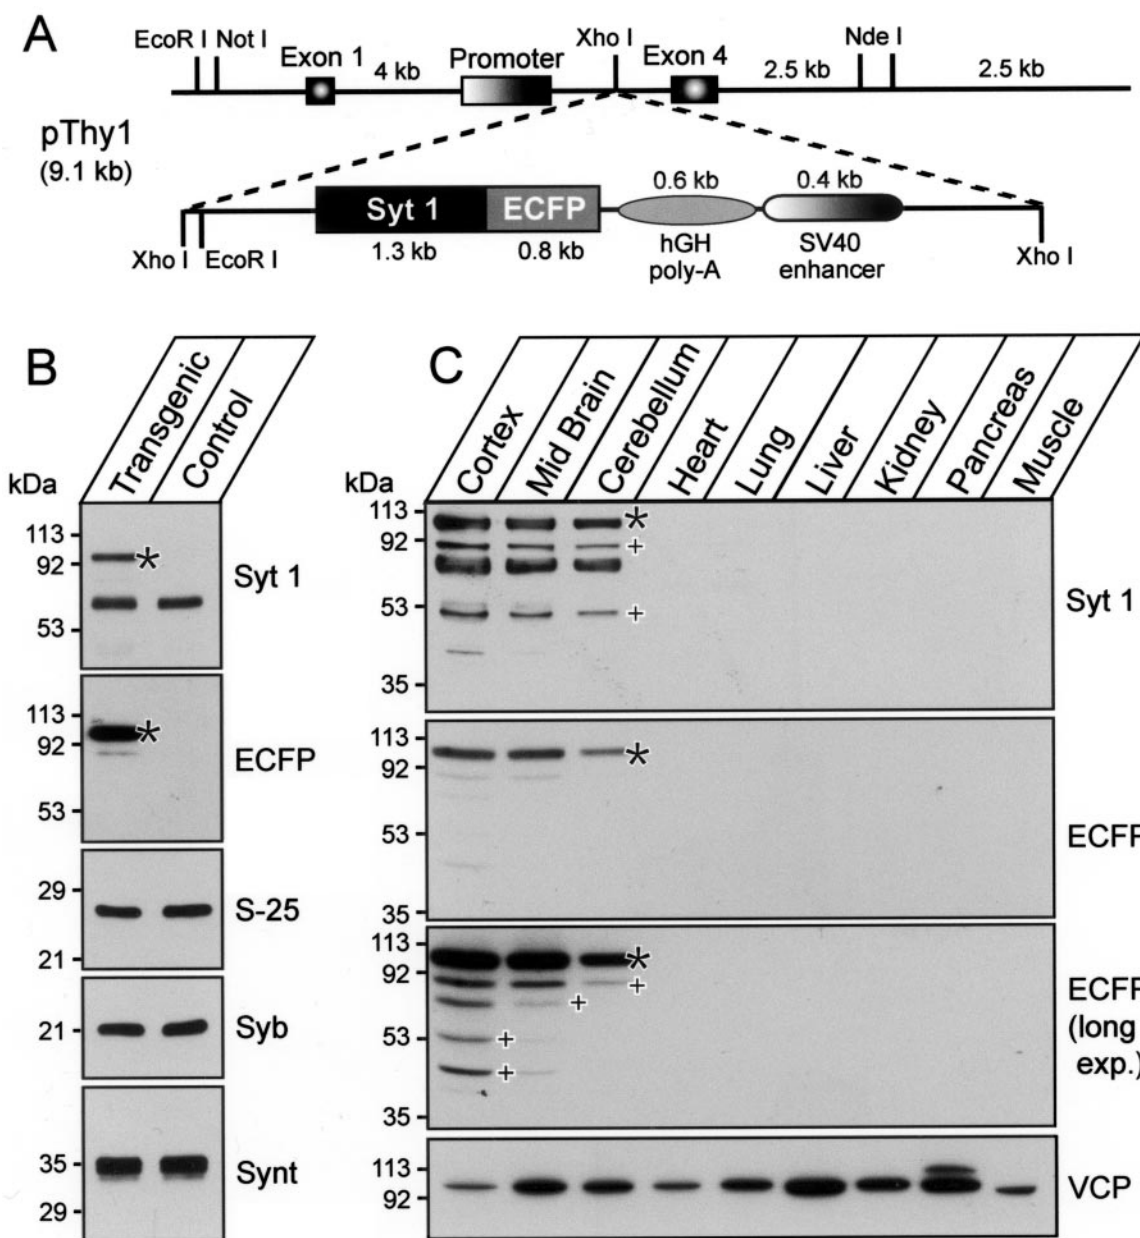 A
EcoR I Not I Exon 1 4 kb Promoter Xho I Exon 4 2.5 kb Nde I 2.5 kb
pThy1
(9.1 kb)
Syt 1 ECFP 0.6 kb 0.4 kb
Xho I EcoR I 1.3 kb 0.8 kb hGH SV40 Xho I
poly-A enhancer
B
Transgenic Control
kDa
113
92 * Syt 1
53
113
92 * ECFP
53
29
S-25
21
21 Syb
35 Synt
29
C
Cortex Mid Brain Cerebellum Heart Lung Liver Kidney Pancreas Muscle
kDa
113 *
92 +
53 + Syt 1
35
113 *
92
53 ECFP
35
113 *
92 + ECFP
+ (long
53 + exp.)
+
35
113 VCP
92